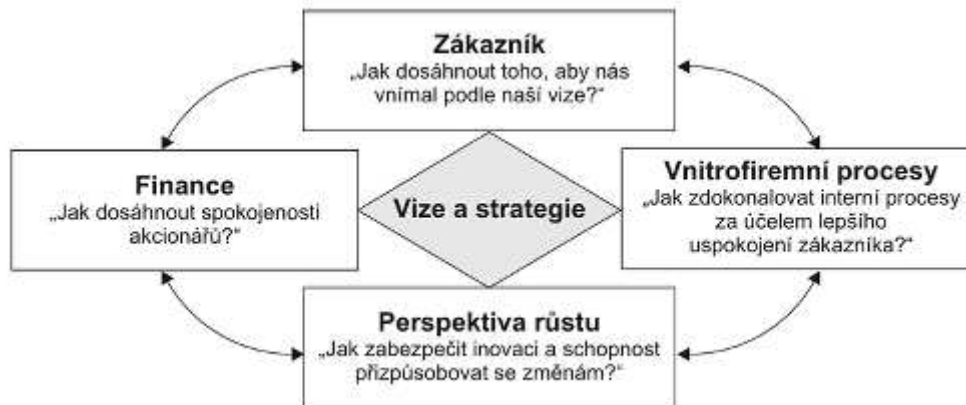 Zákazník
„Jak dosáhnout toho, aby nás
vnímal podle naší vize?“
Finance
„Jak dosáhnout spokojenosti
akcionářů?“
Vize a strategie
Vnitrofiremní procesy
„Jak zdokonalovat interní procesy
za účelem lepšího
uspokojení zákazníka?“
Perspektiva růstu
„Jak zabezpečit inovaci a schopnost
přizpůsobovat se změnám?“